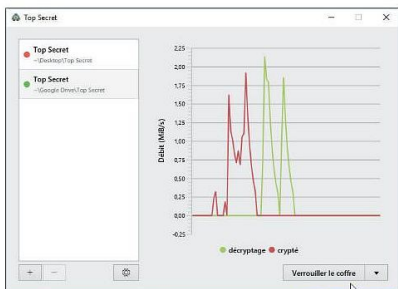 Top Secret
Top Secret
~\Desktop\Top Secret
Top Secret
~\Google Drive\Top Secret
Débit (MiB/s)
2,25
2,00
1,75
1,50
1,25
1,00
0,75
0,50
0,25
0,00
-0,25
décryptage crypté
+ -
Verrouiller le coffre